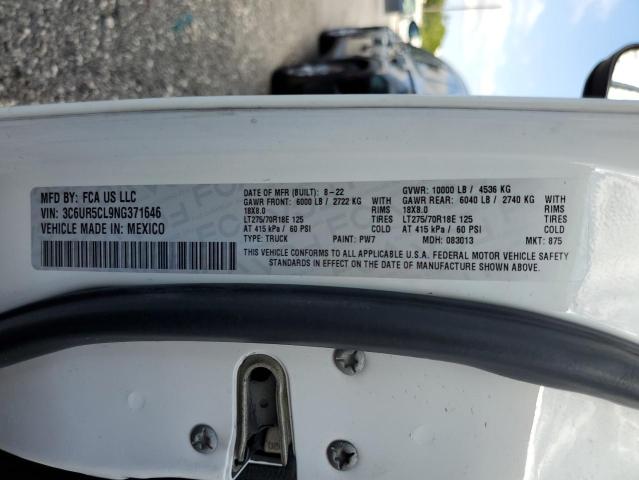 MFD BY: FCA US LLC
VIN: 3C6UR5CL9NG371646
VEHICLE MADE IN: MEXICO
DATE OF MFR (BUILT): 8-22
GAWR FRONT: 6000 LB / 2722 KG WITH
18X8.0 RIMS
LT275/70R18E 125 TIRES
AT 415 kPa / 60 PSI COLD
TYPE: TRUCK PAINT: PW7
GVWR: 10000 LB / 4536 KG
GAWR REAR: 6040 LB / 2740 KG WITH
18X8.0 RIMS
LT275/70R18E 125 TIRES
AT 415 kPa / 60 PSI COLD
MDH: 083013 MKT: 875
THIS VEHICLE CONFORMS TO ALL APPLICABLE U.S.A. FEDERAL MOTOR VEHICLE SAFETY
STANDARDS IN EFFECT ON THE DATE OF MANUFACTURE SHOWN ABOVE.